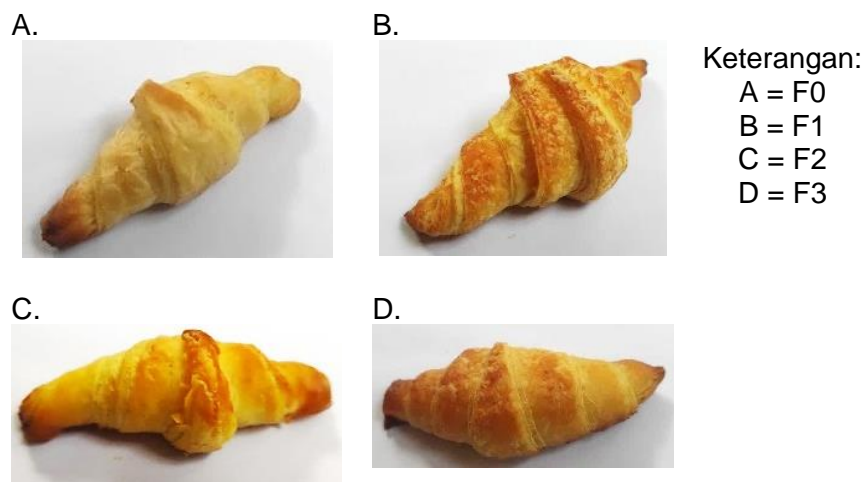 A.
B.
Keterangan:
A = F0
B = F1
C = F2
D = F3
C.
D.